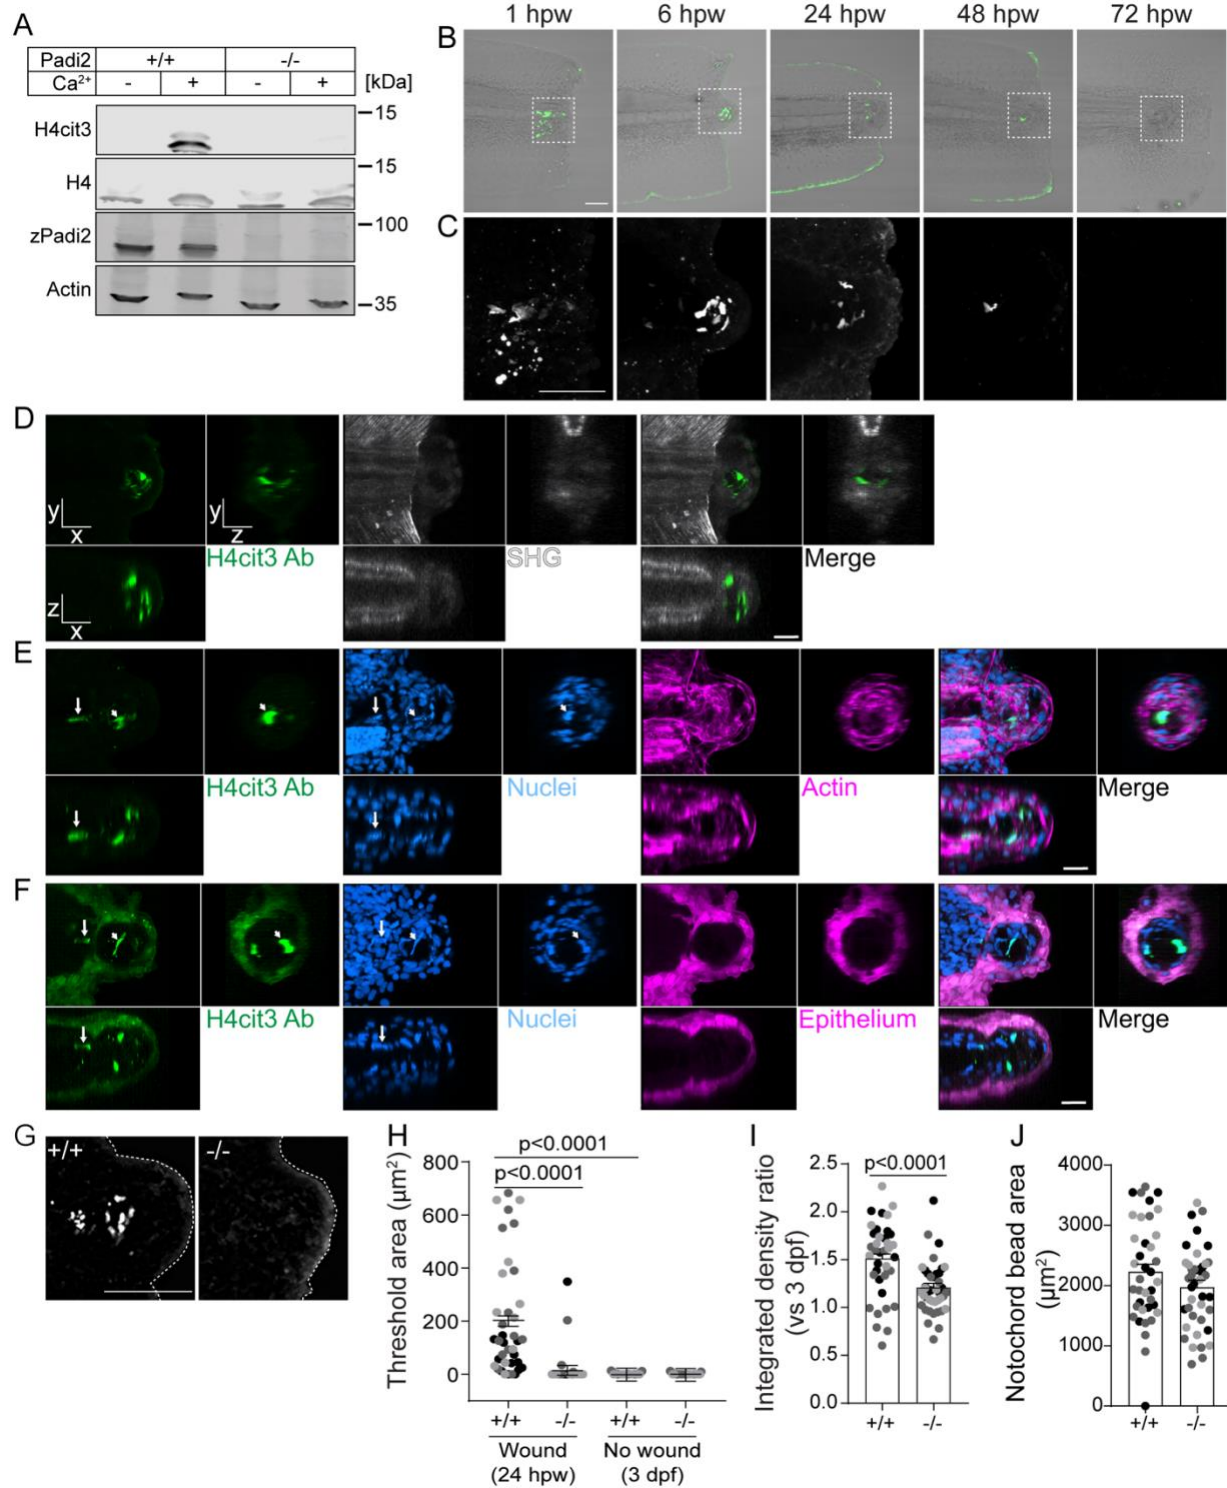 A
Padi2 +/+ -/-
Ca2+ - + - + [kDa]
H4cit3 15
H4 15
zPadi2 100
Actin 35
1 hpw 6 hpw 24 hpw 48 hpw 72 hpw
B
C
D
y x y z
H4cit3 Ab SHG Merge
z x
E
H4cit3 Ab Nuclei Actin Merge
F
H4cit3 Ab Nuclei Epithelium Merge
G
+/+ -/-
H
p<0.0001
p<0.0001
Threshold area (µm2)
800
600
400
200
0
+/+ -/- +/+ -/-
Wound No wound
(24 hpw) (3 dpf)
I
p<0.0001
Integrated density ratio
(vs 3 dpf)
2.5
2.0
1.5
1.0
0.5
0.0
+/+ -/-
J
Notochord bead area
(µm2)
4000
3000
2000
1000
0
+/+ -/-